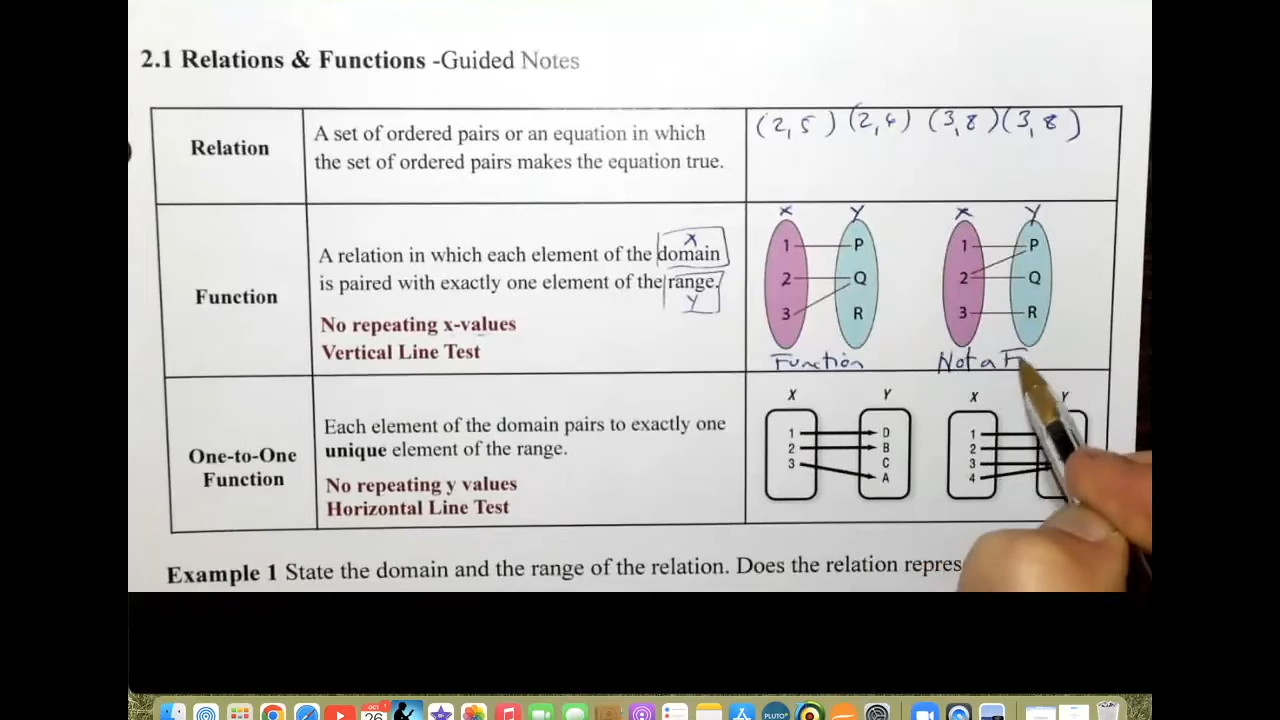 2.1 Relations & Functions -Guided Notes
Relation
A set of ordered pairs or an equation in which
the set of ordered pairs makes the equation true.
(2,5) (2,6) (3,8)(3,8)
Function
A relation in which each element of the domain
x
is paired with exactly one element of the range.
y
No repeating x-values
Vertical Line Test
x y
1 P
2 Q
3 R
Function
x y
1 P
2 Q
3 R
Not a F
One-to-One
Function
Each element of the domain pairs to exactly one
unique element of the range.
No repeating y values
Horizontal Line Test
X Y
1 D
2 B
3 C
A
X Y
1
2
3
4
Example 1 State the domain and the range of the relation. Does the relation repres
OCT
26
PLUTO